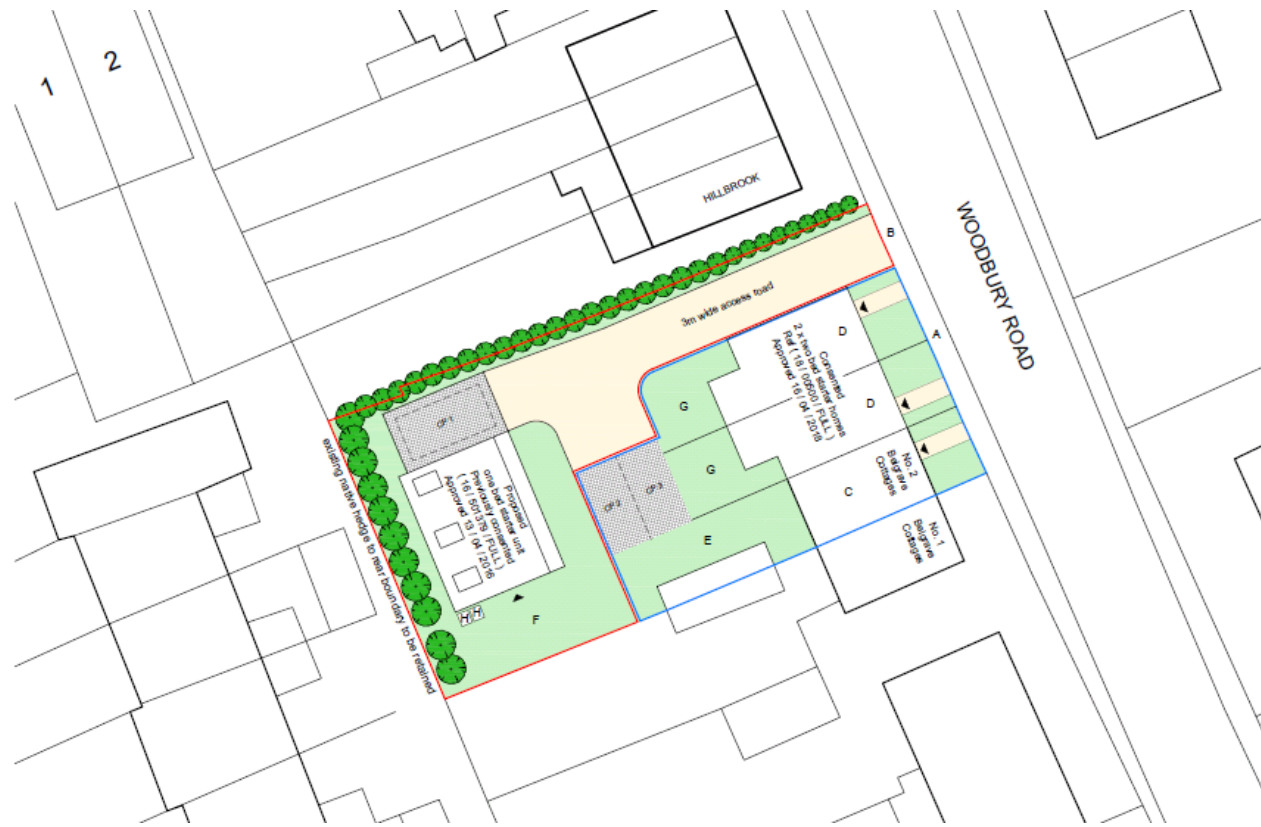 1
2
HILLBROOK
WOODBURY ROAD
B
3m wide access road
A
D
Consented
2 x two bed starter homes
Ref ( 18 / 00500 / FULL )
Approved 16 / 04 / 2018
D
G
G
C
No. 2
Belgrave
Cottages
No. 1
Belgrave
Cottages
CP 1
CP 2
CP 3
E
Proposed
one bed starter unit
Previously consented
( 16 / 501379 / FULL )
Approved 13 / 04 / 2016
F
H
H
existing native hedge to rear boundary to be retained